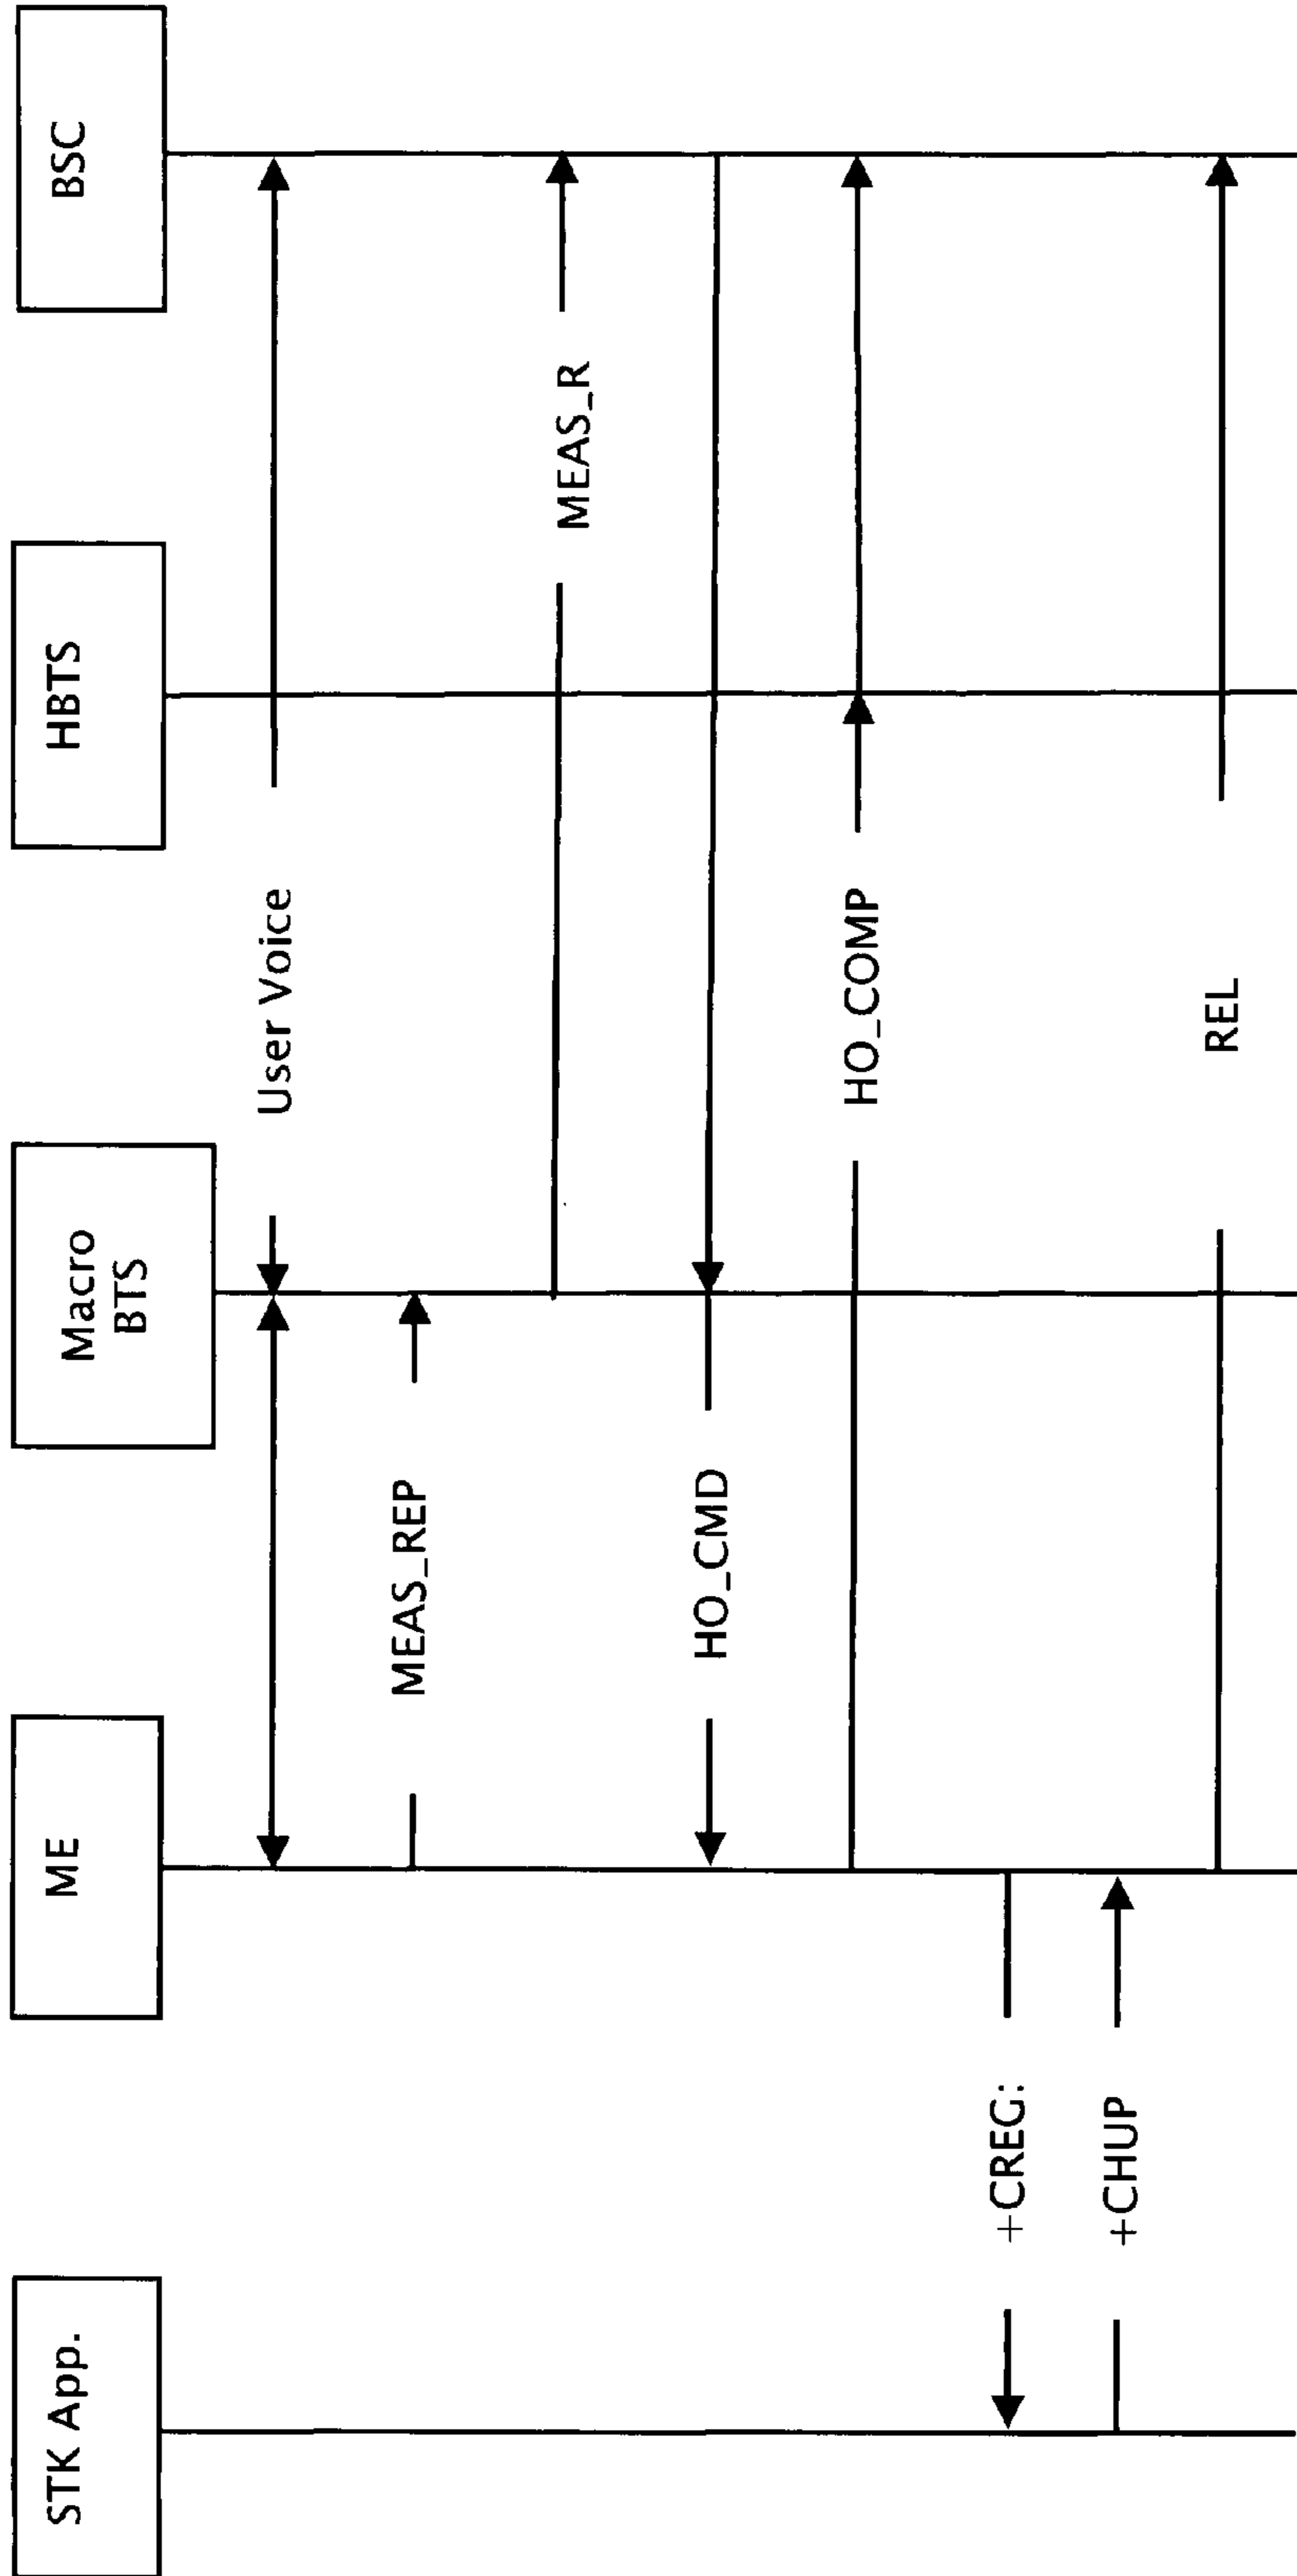 STK App.
ME
Macro
BTS
HBTS
BSC
User Voice
MEAS_REP
MEAS_R
HO_CMD
HO_COMP
+CREG:
+CHUP
REL